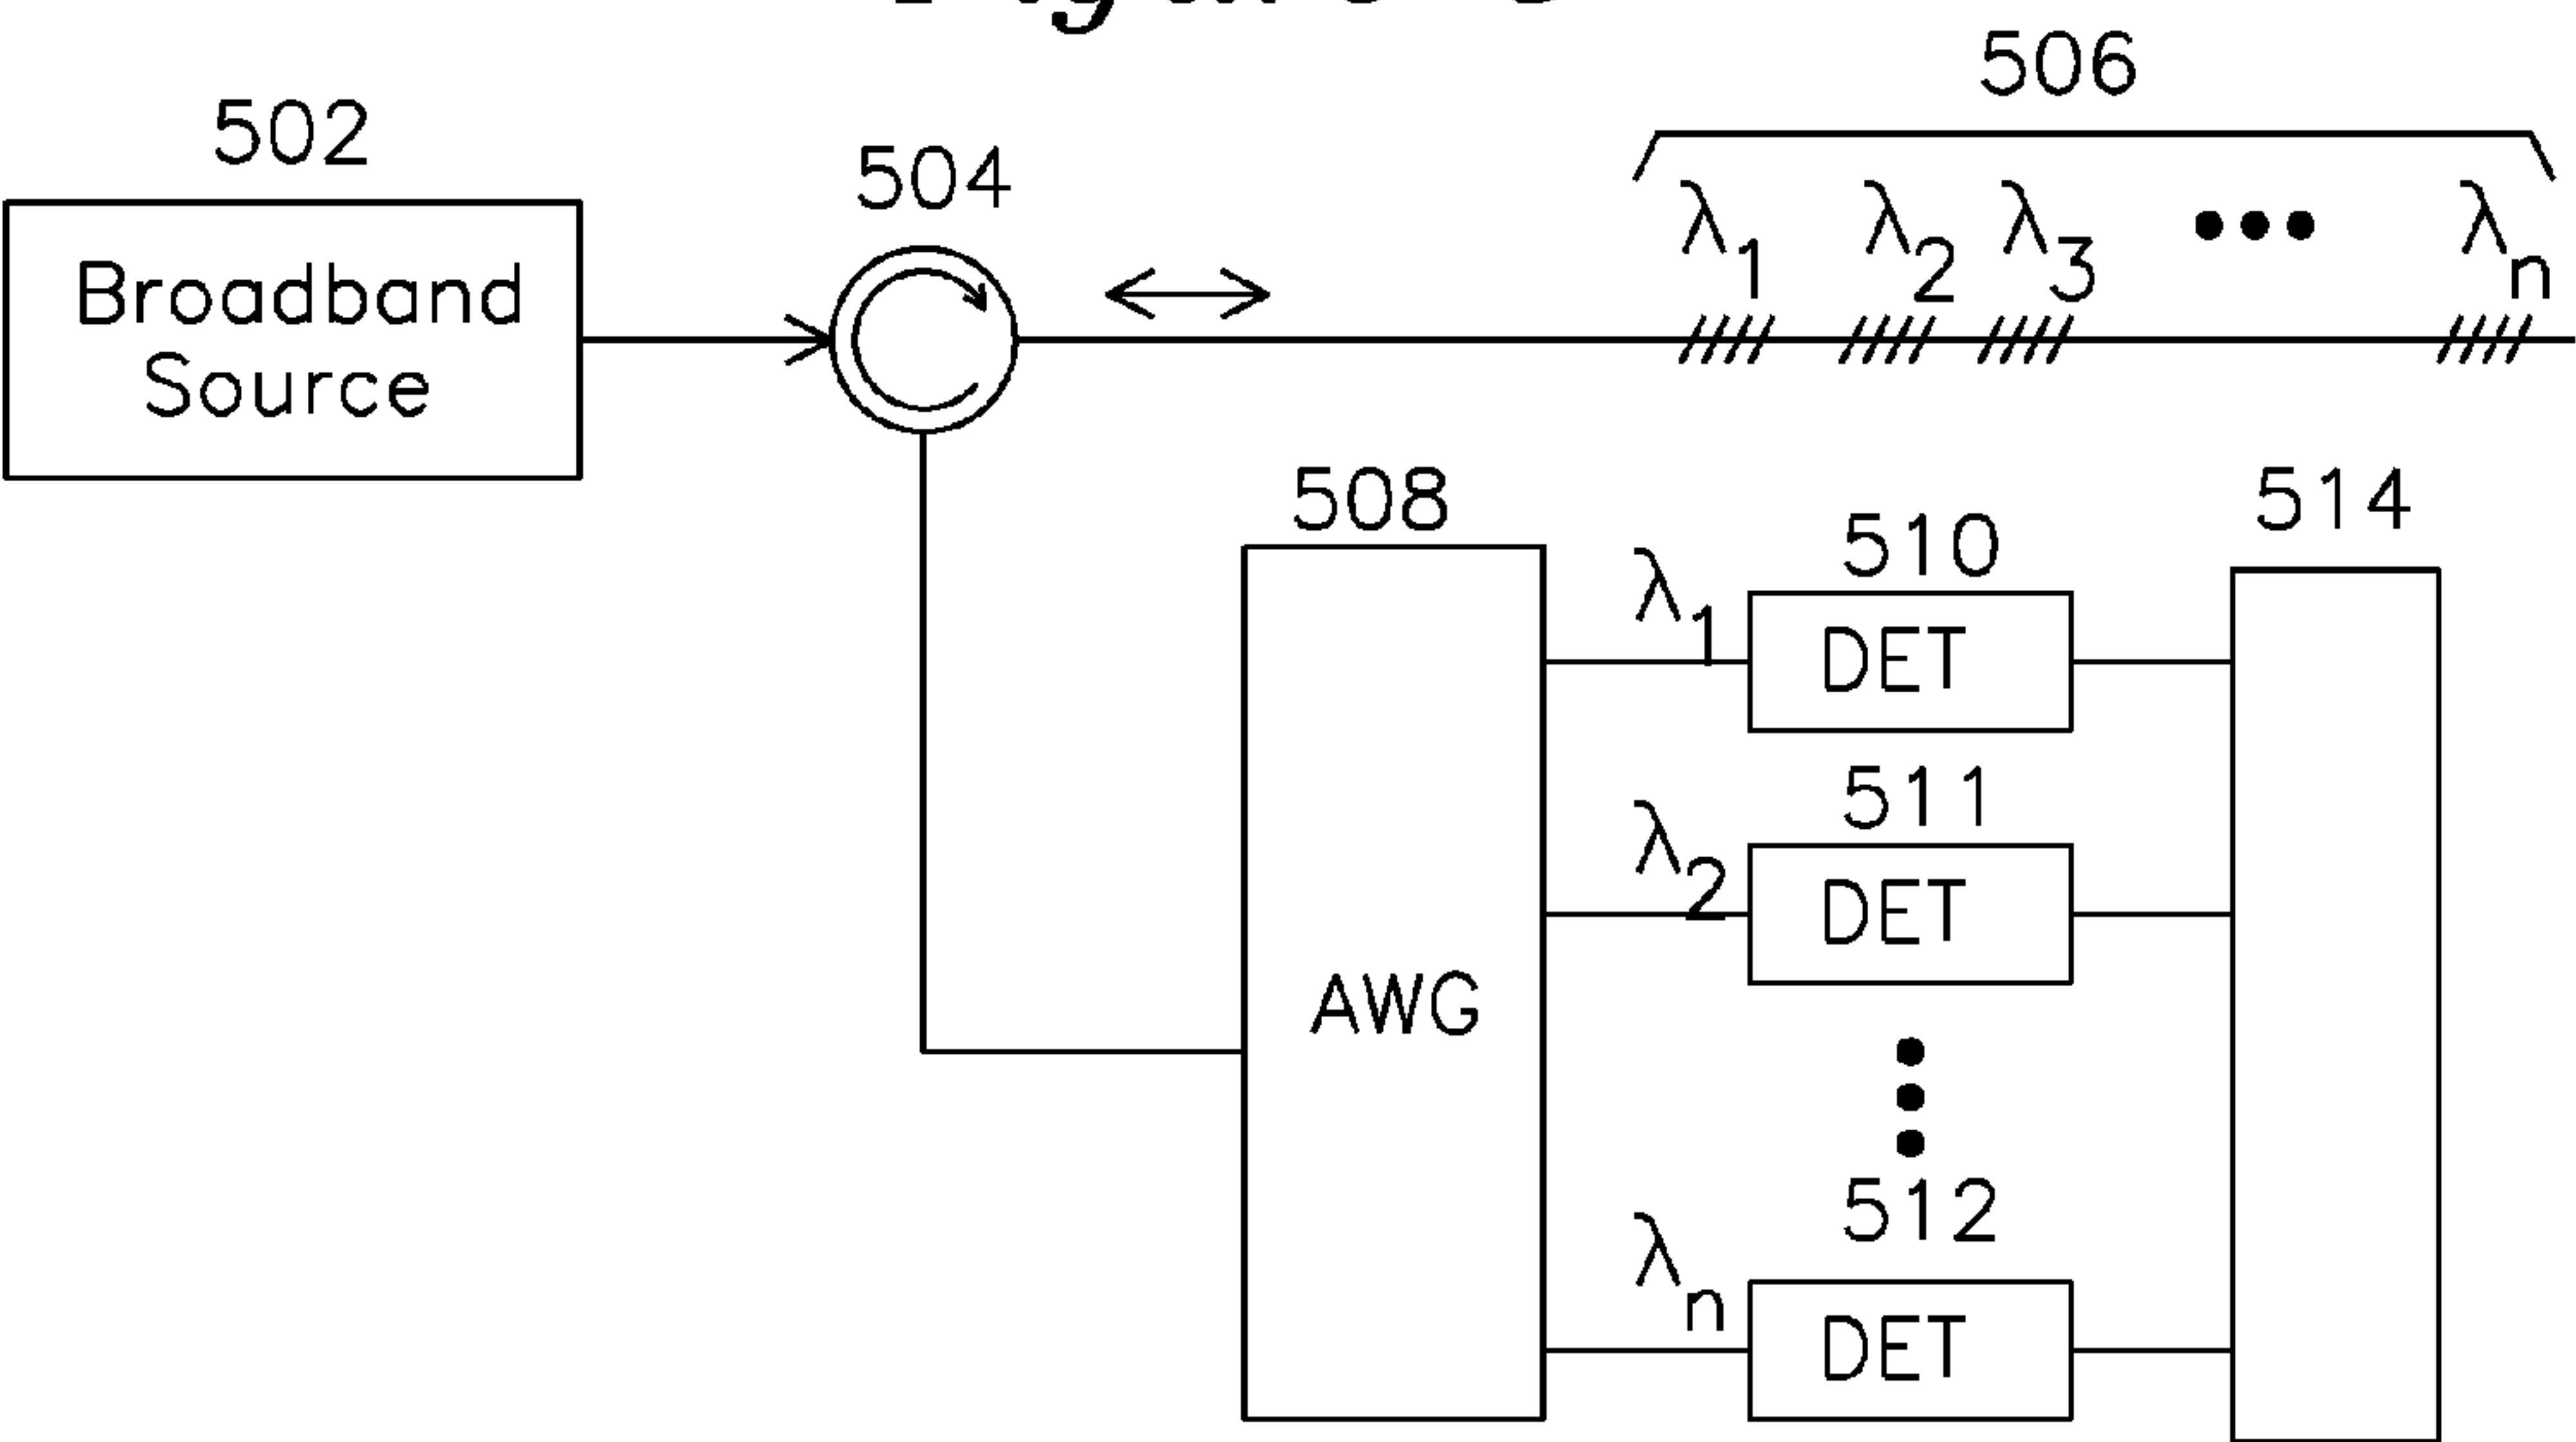 506
502
504
λ1 λ2 λ3 ••• λn
Broadband
Source
508
514
510
λ1
DET
511
λ2
DET
AWG
512
λn
DET